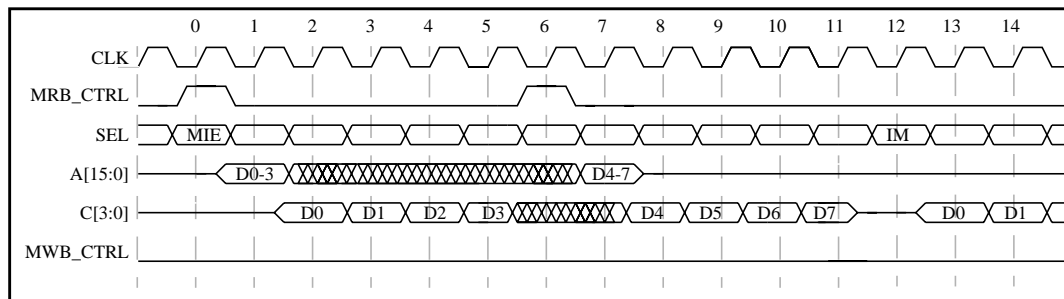 0 1 2 3 4 5 6 7 8 9 10 11 12 13 14
CLK
MRB_CTRL
SEL MIE IM
A[15:0] D0-3 D4-7
C[3:0] D0 D1 D2 D3 D4 D5 D6 D7 D0 D1
MWB_CTRL